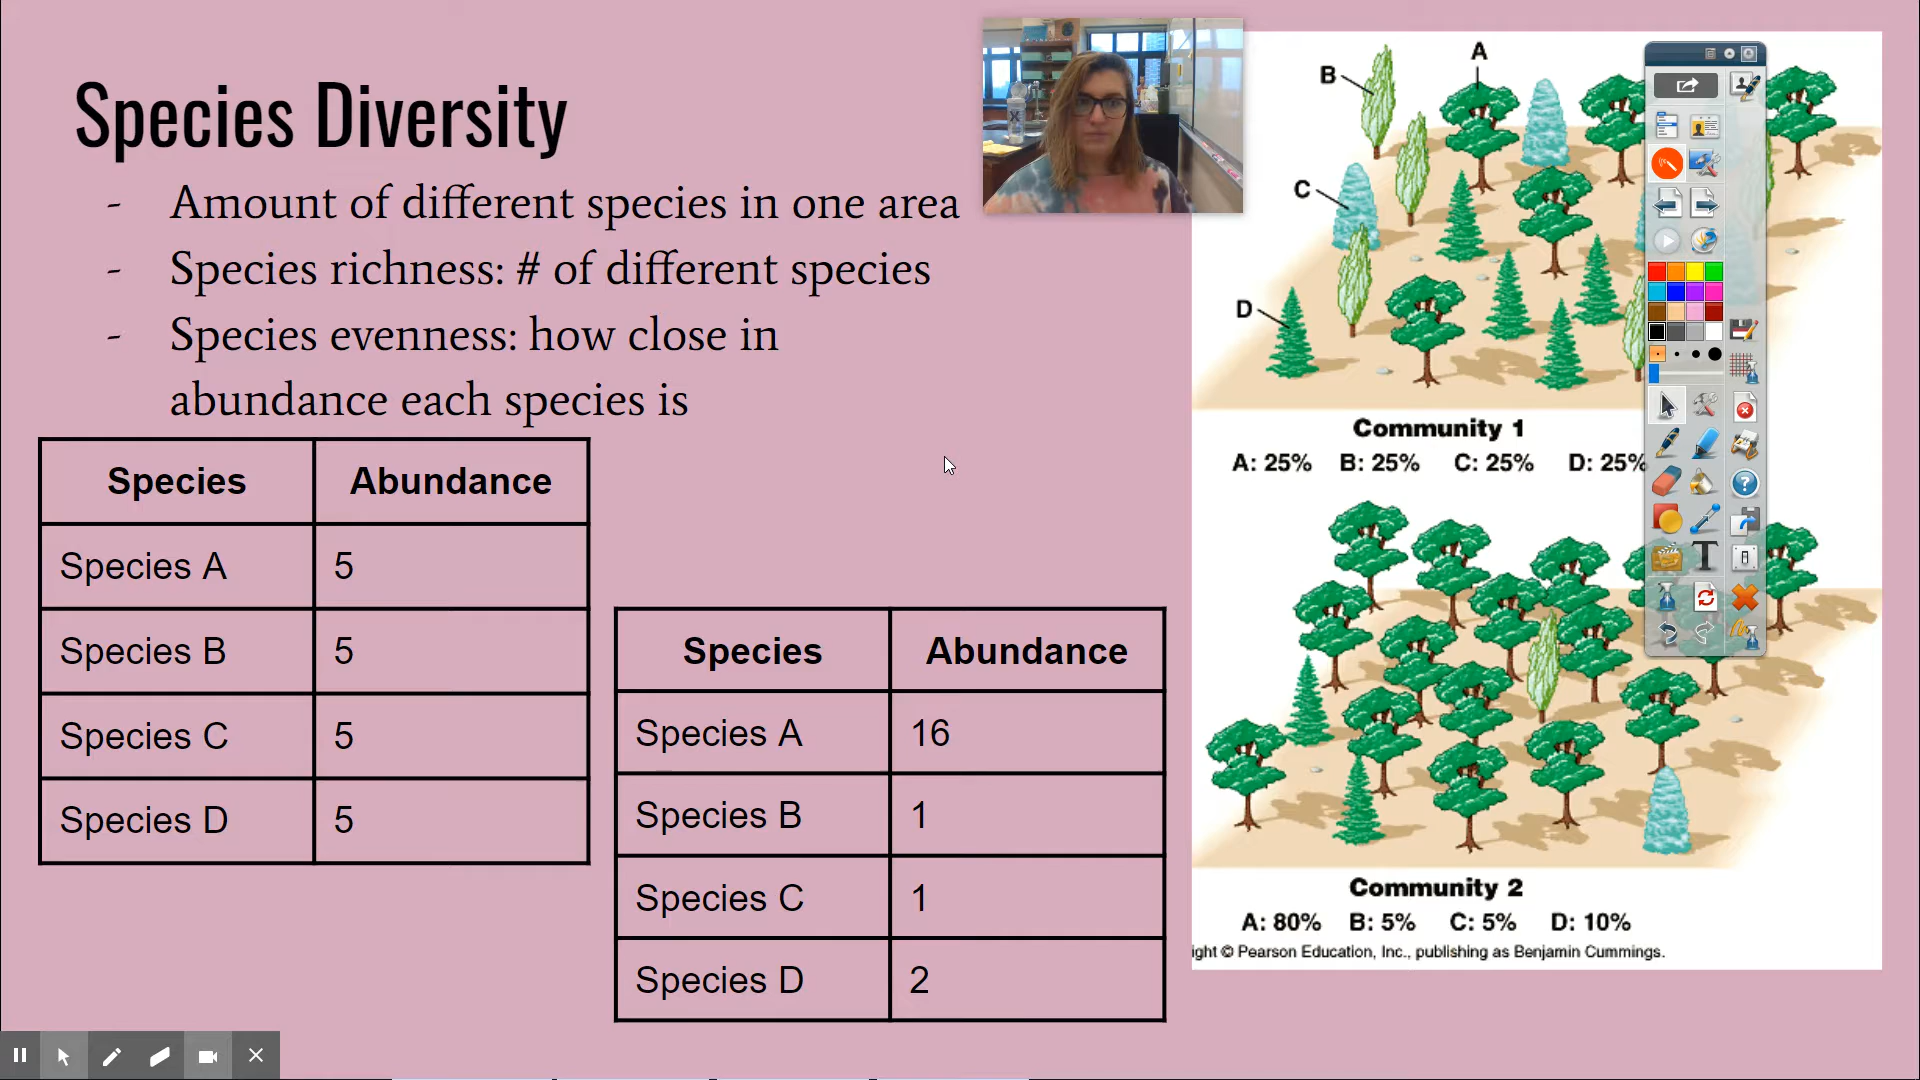 Species Diversity
- Amount of different species in one area
- Species richness: # of different species
- Species evenness: how close in
abundance each species is
Species Abundance
Species A 5
Species B 5
Species C 5
Species D 5
Species Abundance
Species A 16
Species B 1
Species C 1
Species D 2
A
B
C
D
Community 1
A: 25% B: 25% C: 25% D: 25%
Community 2
A: 80% B: 5% C: 5% D: 10%
ight © Pearson Education, Inc., publishing as Benjamin Cummings.
X
T